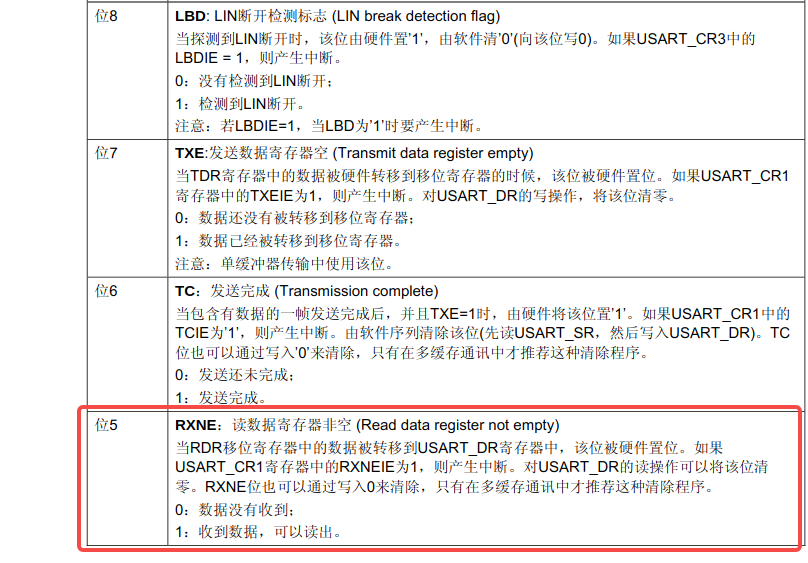 位8
LBD: LIN断开检测标志 (LIN break detection flag)
当探测到LIN断开时，该位由硬件置'1'，由软件清'0'(向该位写0)。如果USART_CR3中的
LBDIE = 1，则产生中断。
0：没有检测到LIN断开；
1：检测到LIN断开。
注意：若LBDIE=1，当LBD为'1'时要产生中断。
位7
TXE:发送数据寄存器空 (Transmit data register empty)
当TDR寄存器中的数据被硬件转移到移位寄存器的时候，该位被硬件置位。如果USART_CR1
寄存器中的TXEIE为1，则产生中断。对USART_DR的写操作，将该位清零。
0：数据还没有被转移到移位寄存器；
1：数据已经被转移到移位寄存器。
注意：单缓冲器传输中使用该位。
位6
TC：发送完成 (Transmission complete)
当包含有数据的一帧发送完成后，并且TXE=1时，由硬件将该位置'1'。如果USART_CR1中的
TCIE为'1'，则产生中断。由软件序列清除该位(先读USART_SR，然后写入USART_DR)。TC
位也可以通过写入'0'来清除，只有在多缓存通讯中才推荐这种清除程序。
0：发送还未完成；
1：发送完成。
位5
RXNE：读数据寄存器非空 (Read data register not empty)
当RDR移位寄存器中的数据被转移到USART_DR寄存器中，该位被硬件置位。如果
USART_CR1寄存器中的RXNEIE为1，则产生中断。对USART_DR的读操作可以将该位清
零。RXNE位也可以通过写入0来清除，只有在多缓存通讯中才推荐这种清除程序。
0：数据没有收到；
1：收到数据，可以读出。